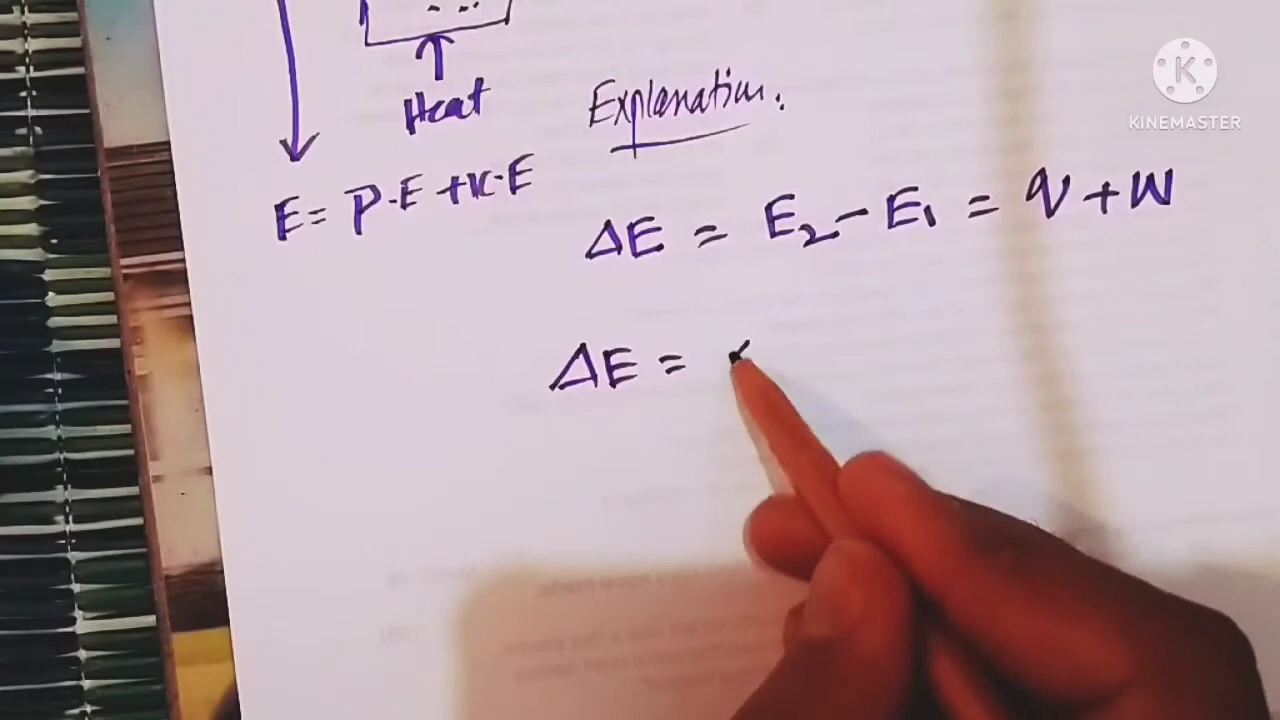 Heat
Explanation.
E = P.E + K.E
ΔE = E₂ - E₁ = q + W
ΔE =
KINEMASTER